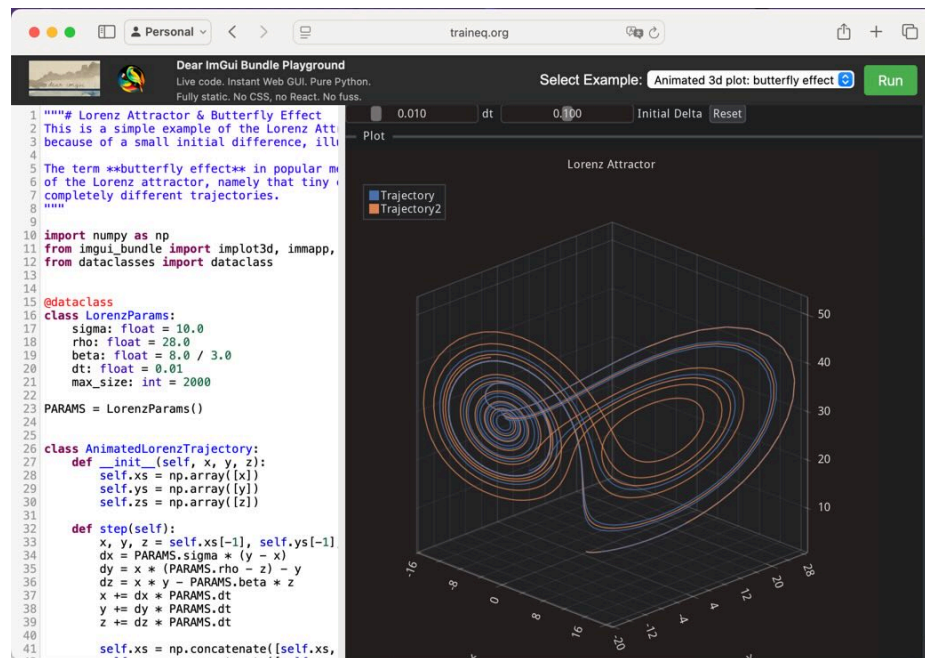 Personal
traineq.org
Dear ImGui Bundle Playground
Live code. Instant Web GUI. Pure Python.
Fully static. No CSS, no React. No fuss.
Select Example: Animated 3d plot: butterfly effect
Run
1 """# Lorenz Attractor & Butterfly Effect
2 This is a simple example of the Lorenz Att
3 because of a small initial difference, ill
4
5 The term **butterfly effect** in popular m
6 of the Lorenz attractor, namely that tiny
7 completely different trajectories.
8 """
9
10 import numpy as np
11 from imgui_bundle import implot3d, immapp,
12 from dataclasses import dataclass
13
14
15 @dataclass
16 class LorenzParams:
17 sigma: float = 10.0
18 rho: float = 28.0
19 beta: float = 8.0 / 3.0
20 dt: float = 0.01
21 max_size: int = 2000
22
23 PARAMS = LorenzParams()
24
25
26 class AnimatedLorenzTrajectory:
27 def __init__(self, x, y, z):
28 self.xs = np.array([x])
29 self.ys = np.array([y])
30 self.zs = np.array([z])
31
32 def step(self):
33 x, y, z = self.xs[-1], self.ys[-1]
34 dx = PARAMS.sigma * (y - x)
35 dy = x * (PARAMS.rho - z) - y
36 dz = x * y - PARAMS.beta * z
37 x += dx * PARAMS.dt
38 y += dy * PARAMS.dt
39 z += dz * PARAMS.dt
40
41 self.xs = np.concatenate([self.xs,
0.010 dt 0.100 Initial Delta Reset
Plot
Lorenz Attractor
Trajectory
Trajectory2
50
40
30
20
10
-16 -8 0 8 16
-20 -12 -4 4 12 20 28